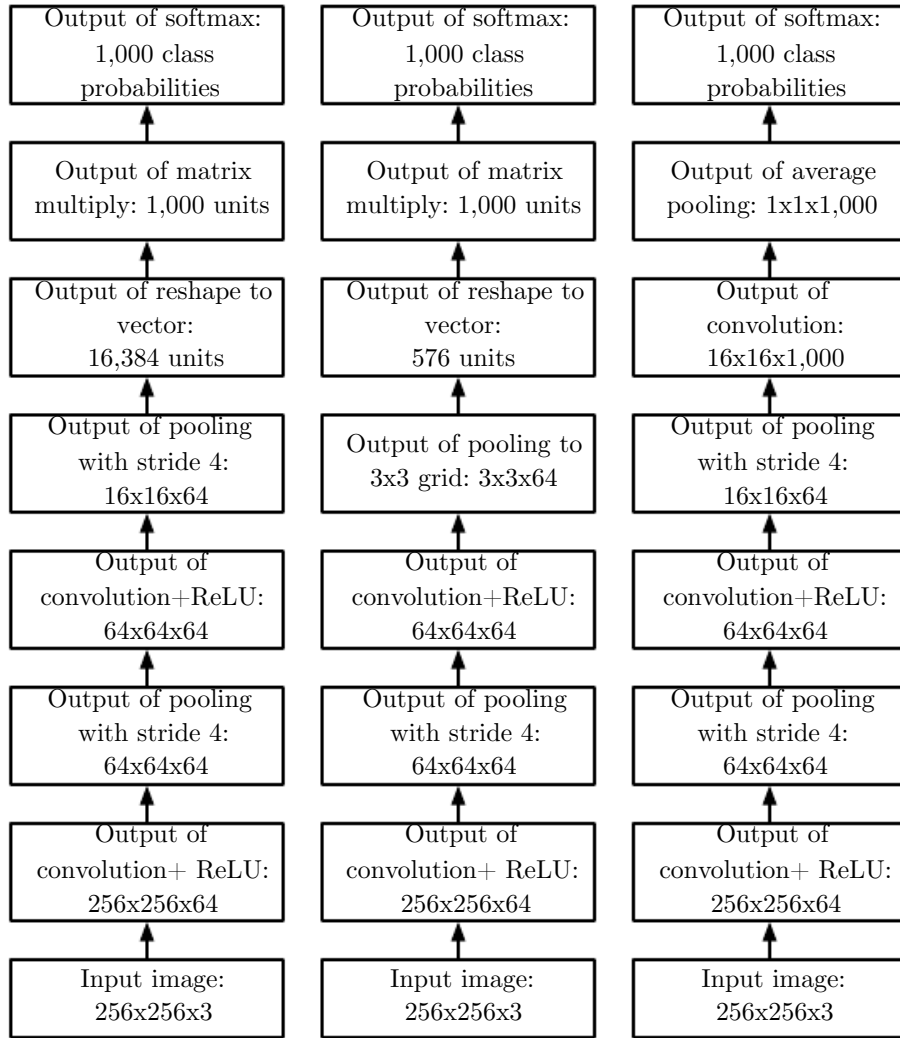 Output of softmax:
1,000 class
probabilities
Output of matrix
multiply: 1,000 units
Output of reshape to
vector:
16,384 units
Output of pooling
with stride 4:
16x16x64
Output of
convolution+ReLU:
64x64x64
Output of pooling
with stride 4:
64x64x64
Output of
convolution+ ReLU:
256x256x64
Input image:
256x256x3
Output of softmax:
1,000 class
probabilities
Output of matrix
multiply: 1,000 units
Output of reshape to
vector:
576 units
Output of pooling to
3x3 grid: 3x3x64
Output of
convolution+ReLU:
64x64x64
Output of pooling
with stride 4:
64x64x64
Output of
convolution+ ReLU:
256x256x64
Input image:
256x256x3
Output of softmax:
1,000 class
probabilities
Output of average
pooling: 1x1x1,000
Output of
convolution:
16x16x1,000
Output of pooling
with stride 4:
16x16x64
Output of
convolution+ReLU:
64x64x64
Output of pooling
with stride 4:
64x64x64
Output of
convolution+ ReLU:
256x256x64
Input image:
256x256x3